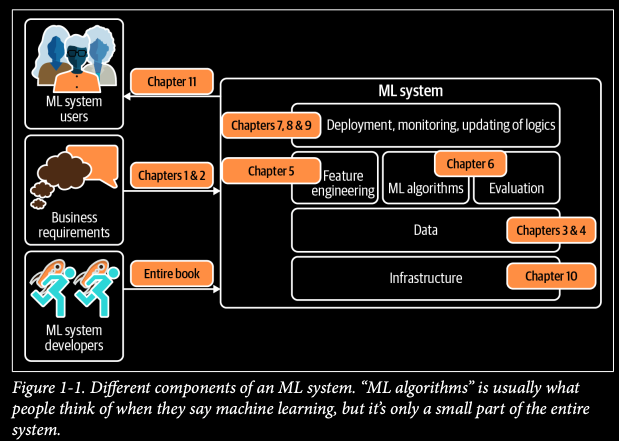 ML system
users
Chapter 11
ML system
Chapters 7, 8 & 9
Deployment, monitoring, updating of logics
Business
requirements
Chapters 1 & 2
Chapter 5
Feature
engineering
Chapter 6
ML algorithms
Evaluation
Data
Chapters 3 & 4
ML system
developers
Entire book
Infrastructure
Chapter 10
Figure 1-1. Different components of an ML system. “ML algorithms” is usually what
people think of when they say machine learning, but it’s only a small part of the entire
system.